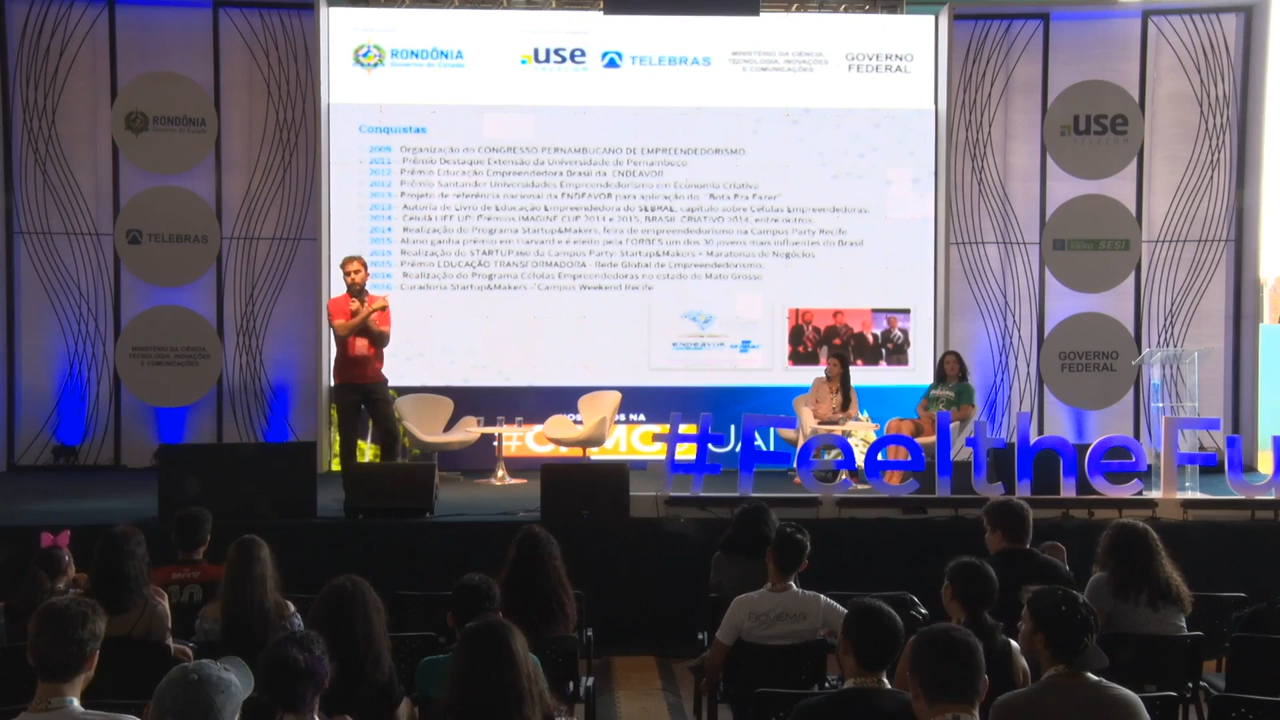 RONDÔNIA
Governo do Estado
use
TELECOM
TELEBRAS
MINISTÉRIO DA CIÊNCIA,
TECNOLOGIA, INOVAÇÕES
E COMUNICAÇÕES
GOVERNO
FEDERAL
Conquistas
2009 Organização do CONGRESSO PERNAMBUCANO DE EMPREENDEDORISMO
2011 Prêmio Destaque Extensão da Universidade de Pernambuco
2012 Prêmio Educação Empreendedora Brasil da ENDEAVOR
2012 Prêmio Santander Universidades Empreendedorismo em Economia Criativa
2013 Projeto de referência nacional da ENDEAVOR para aplicação do "Bota Pra Fazer"
2013 Autoria de Livro de Educação Empreendedora do SEBRAE, capítulo sobre Células Empreendedoras.
2014 Célula LIFE UP: Prêmios IMAGINE CUP 2014 e 2015, BRASIL CRIATIVO 2014, entre outros.
2014 Realização do Programa Startup&Makers, feira de empreendedorismo na Campus Party Recife
2015 Aluno ganha prêmio em Harvard e é eleito pela FORBES um dos 30 jovens mais influentes do Brasil
2015 Realização do STARTUP360 da Campus Party: Startup&Makers + Maratonas de Negócios
2015 Prêmio EDUCAÇÃO TRANSFORMADORA - Rede Global de Empreendedorismo.
2016 Realização do Programa Células Empreendedoras no estado de Mato Grosso
2016 Curadoria Startup&Makers - Campus Weekend Recife
ENDEAVOR
SEBRAE
RONDÔNIA
Governo do Estado
TELEBRAS
MINISTÉRIO DA CIÊNCIA,
TECNOLOGIA, INOVAÇÕES
E COMUNICAÇÕES
use
TELECOM
SESI
GOVERNO
FEDERAL
NA
#FeeltheFu
10